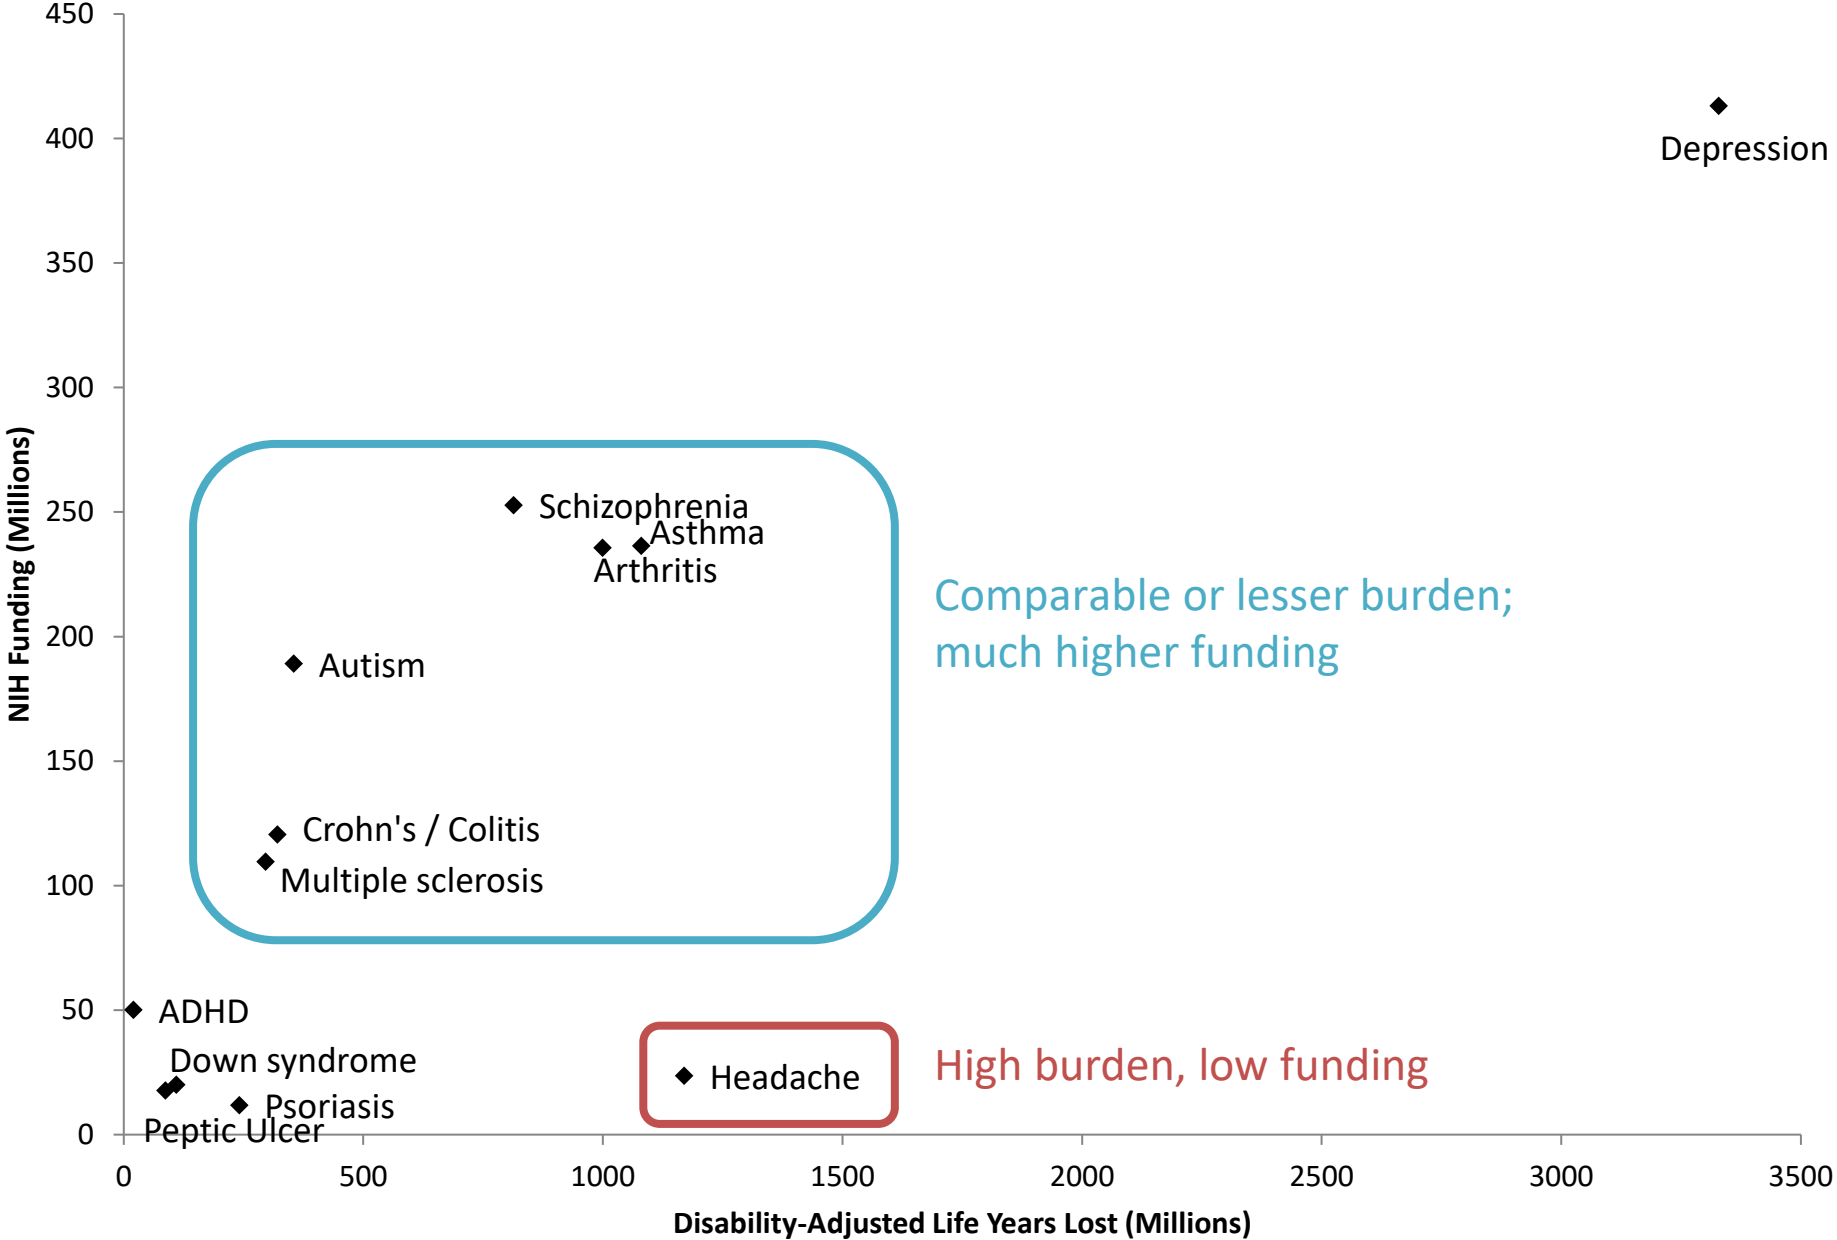 450
400
350
300
250
200
150
100
50
0
NIH Funding (Millions)
Depression
Schizophrenia
Asthma
Arthritis
Comparable or lesser burden;
much higher funding
Autism
Crohn's / Colitis
Multiple sclerosis
ADHD
Down syndrome
Headache
High burden, low funding
Psoriasis
Peptic Ulcer
0 500 1000 1500 2000 2500 3000 3500
Disability-Adjusted Life Years Lost (Millions)